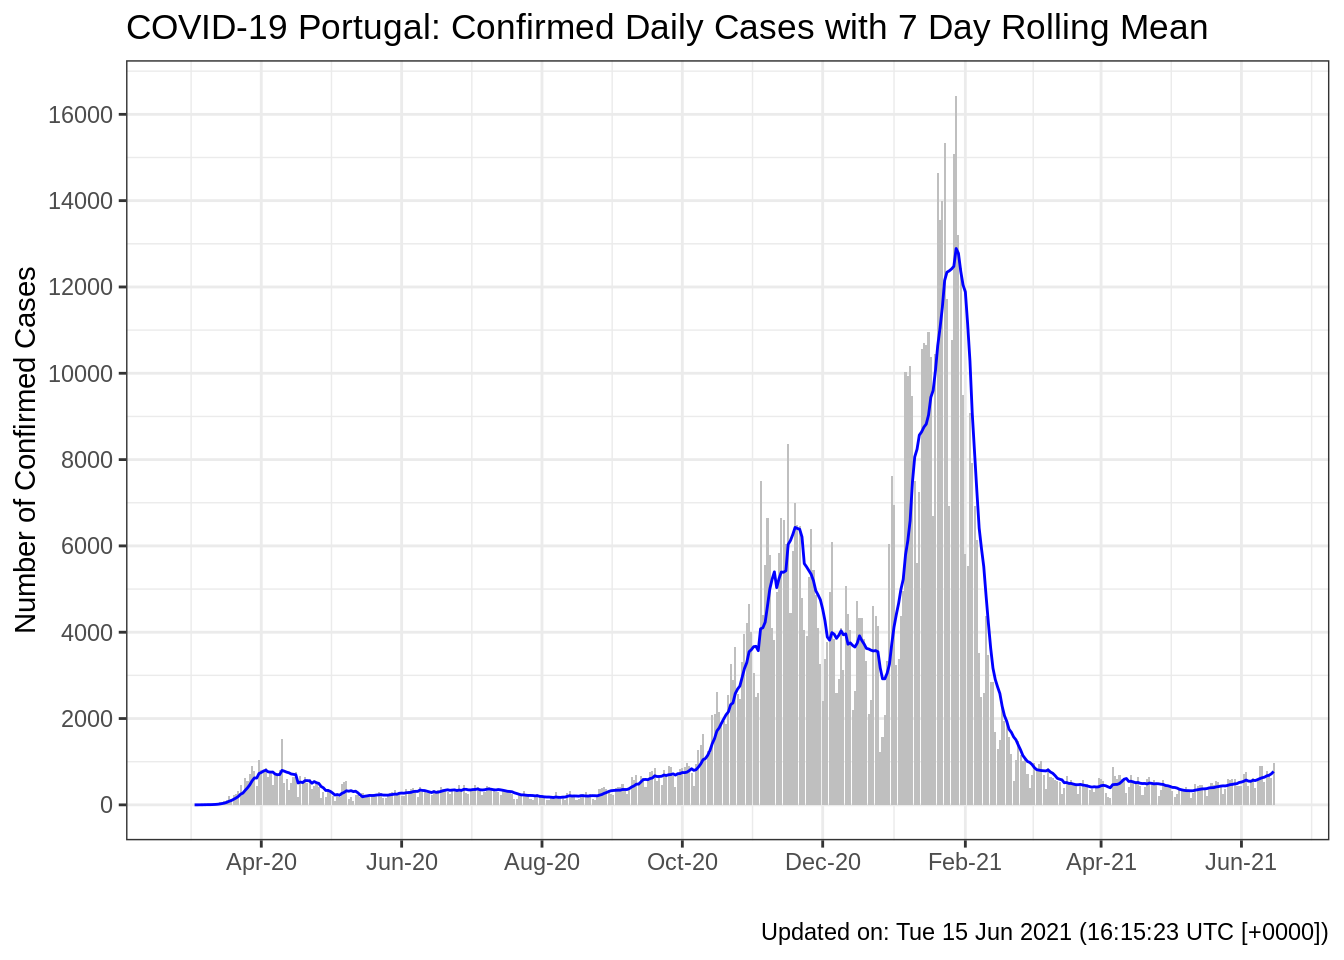 COVID-19 Portugal: Confirmed Daily Cases with 7 Day Rolling Mean
Number of Confirmed Cases
16000
14000
12000
10000
8000
6000
4000
2000
0
Apr-20 Jun-20 Aug-20 Oct-20 Dec-20 Feb-21 Apr-21 Jun-21
Updated on: Tue 15 Jun 2021 (16:15:23 UTC [+0000])